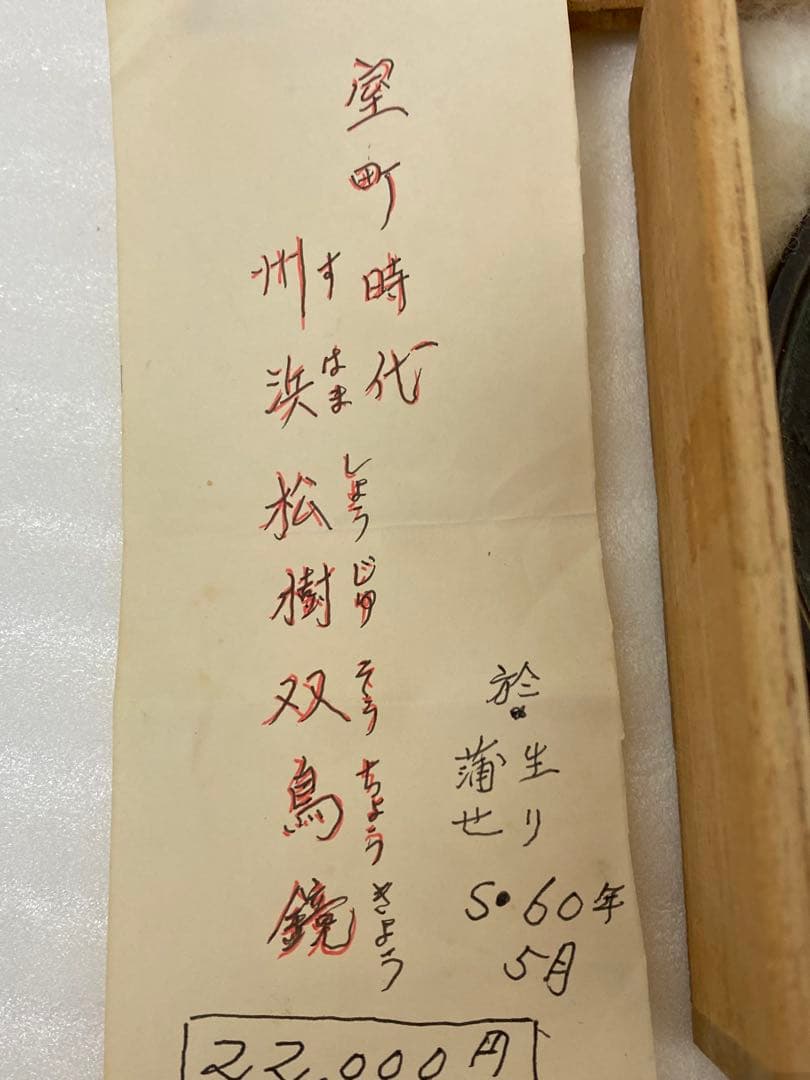 室町時代
すはましょうじゅそうちょうきょう
州浜松樹双鳥鏡
於
蒲生
せり
S・60年
5月
22,000円